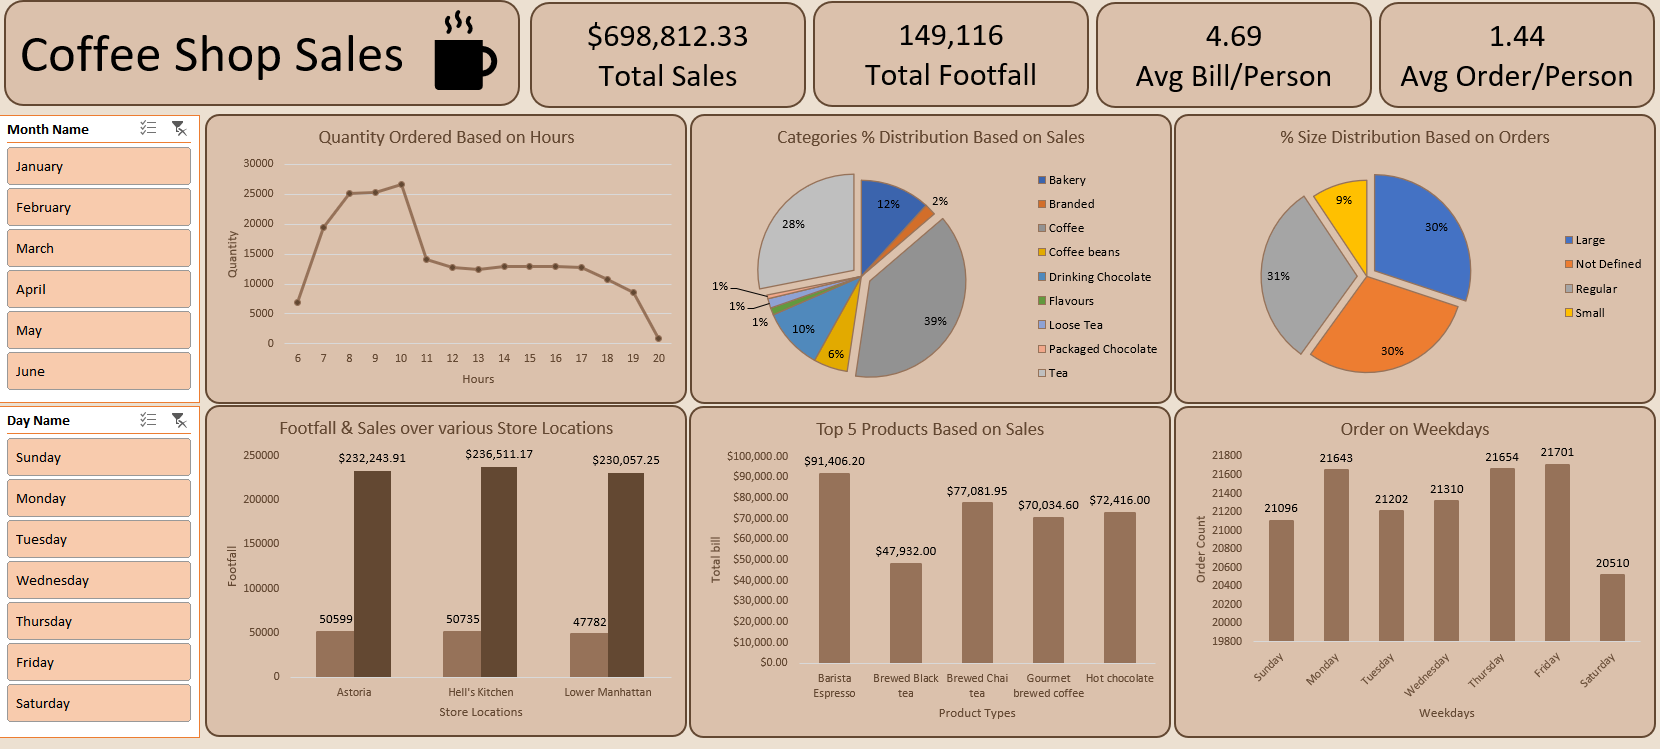 Coffee Shop Sales
$698,812.33
Total Sales
149,116
Total Footfall
4.69
Avg Bill/Person
1.44
Avg Order/Person
Month Name
January
February
March
April
May
June
Day Name
Sunday
Monday
Tuesday
Wednesday
Thursday
Friday
Saturday
Quantity Ordered Based on Hours
Quantity
30000
25000
20000
15000
10000
5000
0
6 7 8 9 10 11 12 13 14 15 16 17 18 19 20
Hours
Categories % Distribution Based on Sales
12%
2%
39%
6%
10%
1%
1%
1%
28%
Bakery
Branded
Coffee
Coffee beans
Drinking Chocolate
Flavours
Loose Tea
Packaged Chocolate
Tea
% Size Distribution Based on Orders
30%
30%
31%
9%
Large
Not Defined
Regular
Small
Footfall & Sales over various Store Locations
Footfall
250000
200000
150000
100000
50000
0
50599
$232,243.91
50735
$236,511.17
47782
$230,057.25
Astoria
Hell's Kitchen
Lower Manhattan
Store Locations
Top 5 Products Based on Sales
Total bill
$100,000.00
$90,000.00
$80,000.00
$70,000.00
$60,000.00
$50,000.00
$40,000.00
$30,000.00
$20,000.00
$10,000.00
$0.00
$91,406.20
$47,932.00
$77,081.95
$70,034.60
$72,416.00
Barista
Espresso
Brewed Black
tea
Brewed Chai
tea
Gourmet
brewed coffee
Hot chocolate
Product Types
Order on Weekdays
Order Count
21800
21600
21400
21200
21000
20800
20600
20400
20200
20000
19800
21096
21643
21202
21310
21654
21701
20510
Sunday
Monday
Tuesday
Wednesday
Thursday
Friday
Saturday
Weekdays